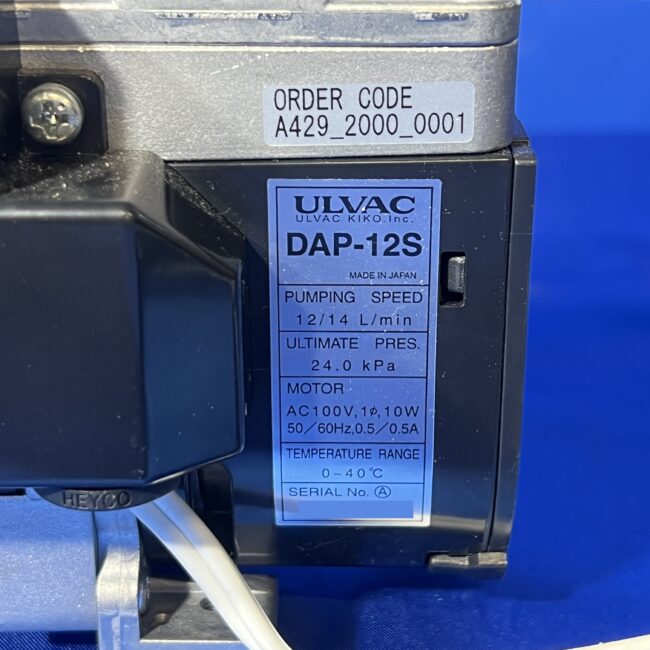 ORDER CODE
A429_2000_0001
ULVAC
ULVAC KIKO.Inc.
DAP-12S
MADE IN JAPAN
PUMPING SPEED
12/14 L/min
ULTIMATE PRES.
24.0 kPa
MOTOR
AC100V,1φ,10W
50/60Hz,0.5/0.5A
TEMPERATURE RANGE
0~40℃
SERIAL No. Ⓐ
HEYCO